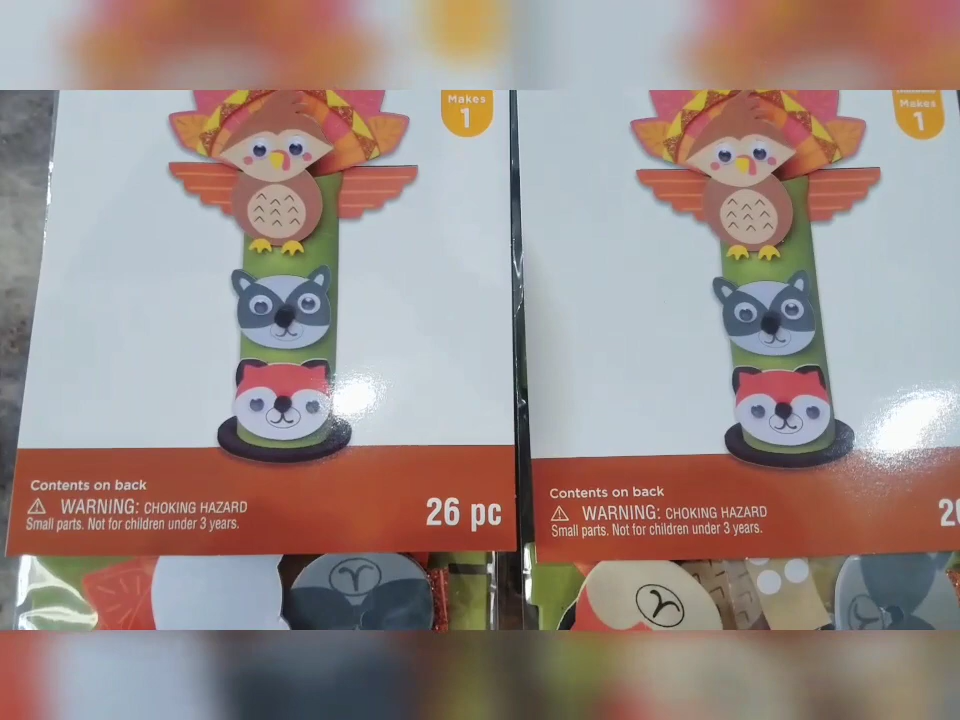 Makes
1
Makes
1
Contents on back
WARNING: CHOKING HAZARD
Small parts. Not for children under 3 years.
26 pc
Contents on back
WARNING: CHOKING HAZARD
Small parts. Not for children under 3 years.